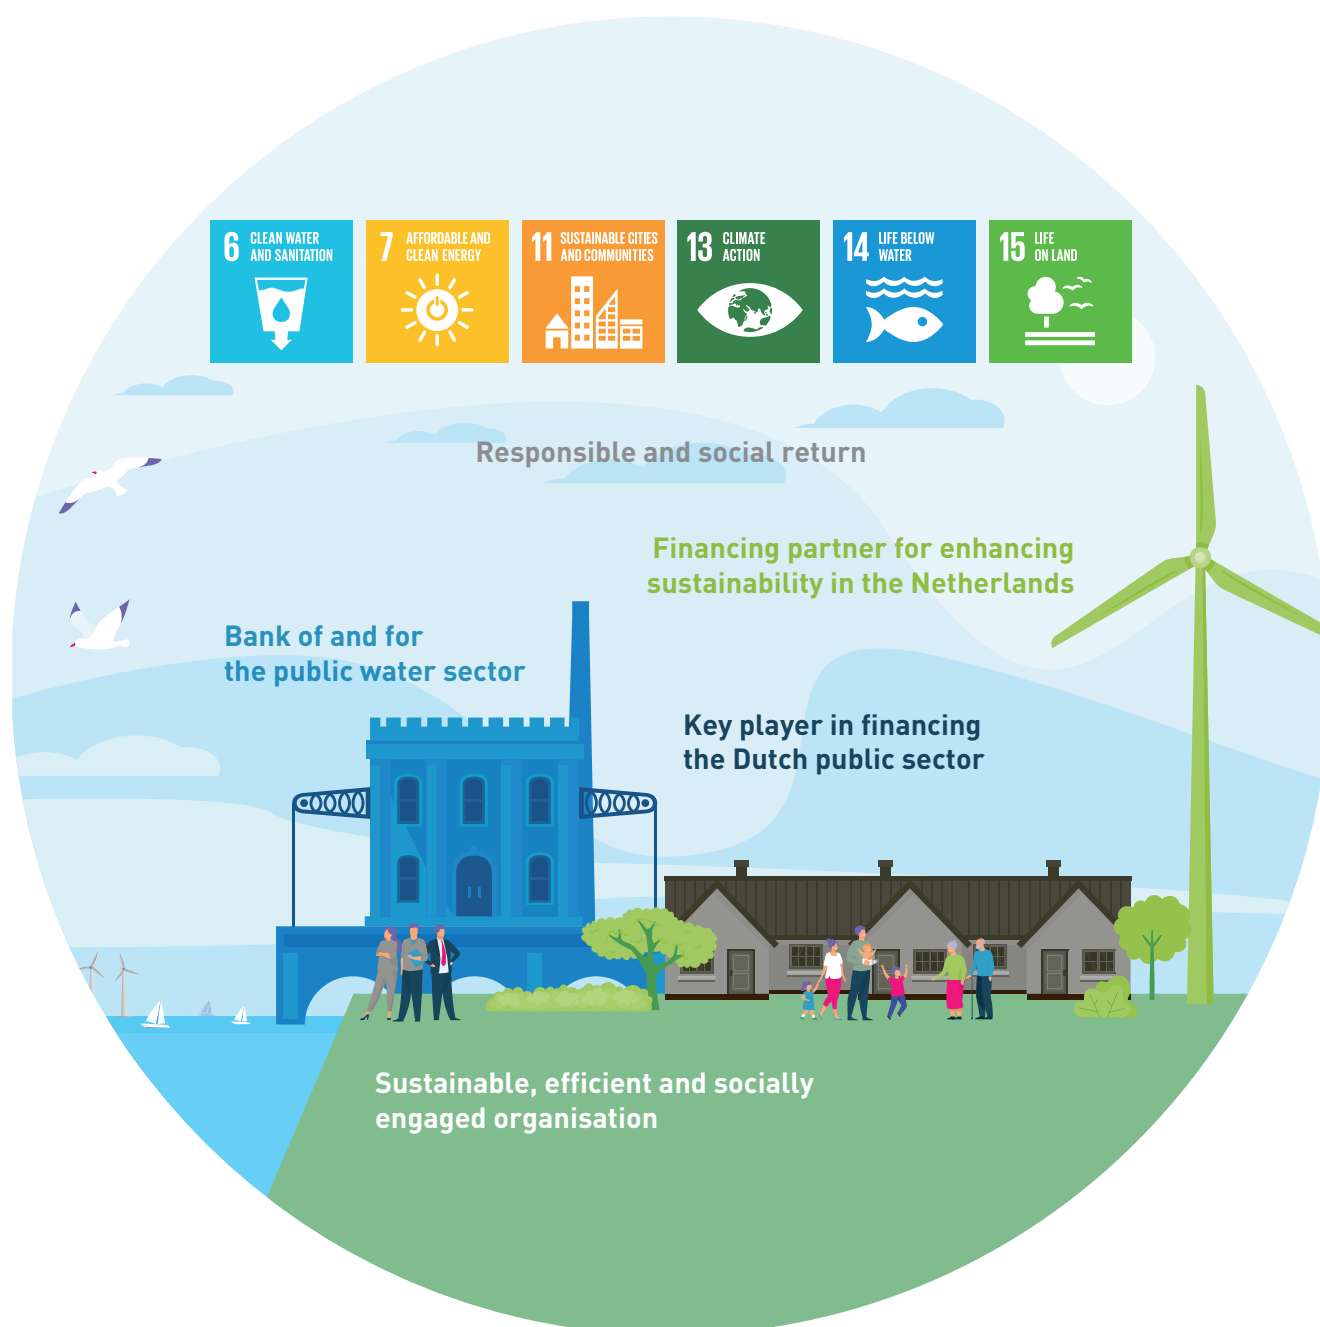 6 CLEAN WATER
AND SANITATION
7 AFFORDABLE AND
CLEAN ENERGY
11 SUSTAINABLE CITIES
AND COMMUNITIES
13 CLIMATE
ACTION
14 LIFE BELOW
WATER
15 LIFE
ON LAND
Responsible and social return
Financing partner for enhancing
sustainability in the Netherlands
Bank of and for
the public water sector
Key player in financing
the Dutch public sector
Sustainable, efficient and socially
engaged organisation